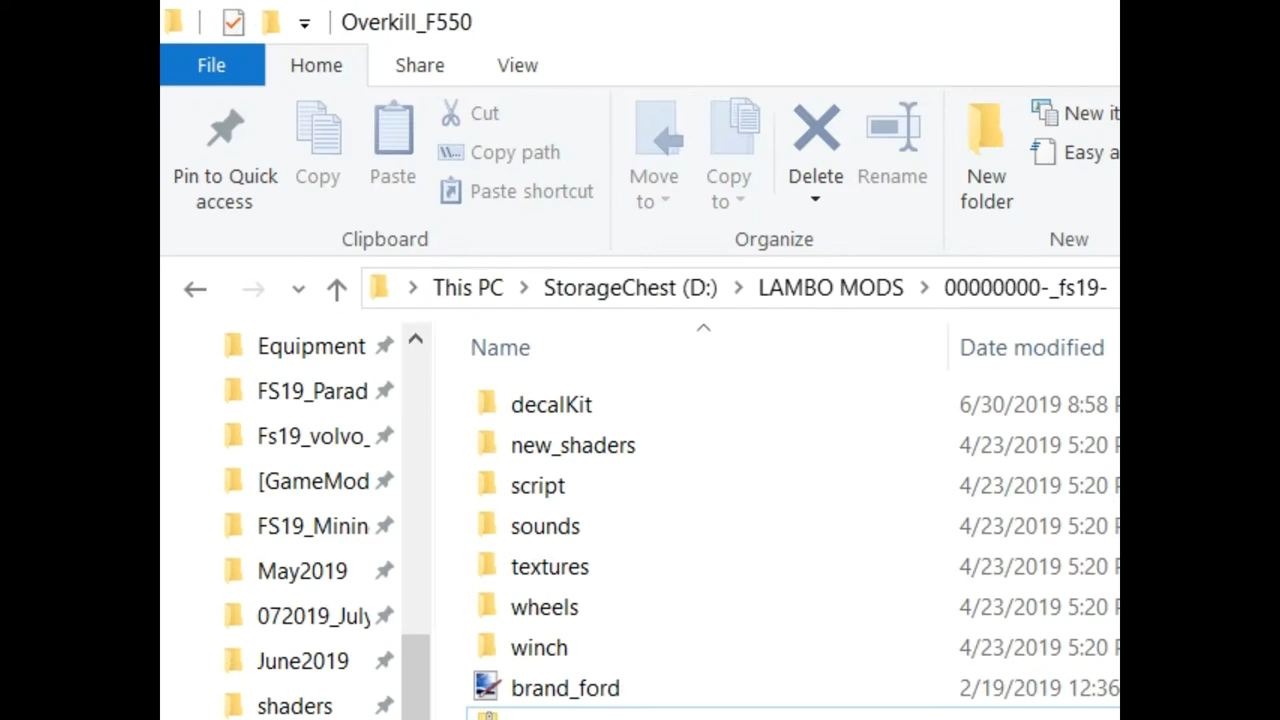 Overkill_F550
File Home Share View
Pin to Quick access
Copy
Paste
Cut
Copy path
Paste shortcut
Clipboard
Move to
Copy to
Delete
Rename
Organize
New folder
New it
Easy a
New
This PC StorageChest (D:) LAMBO MODS 00000000-_fs19-
Equipment
FS19_Parad
Fs19_volvo_
[GameMod
FS19_Minin
May2019
072019_July
June2019
shaders
Name Date modified
decalKit 6/30/2019 8:58 P
new_shaders 4/23/2019 5:20 P
script 4/23/2019 5:20 P
sounds 4/23/2019 5:20 P
textures 4/23/2019 5:20 P
wheels 4/23/2019 5:20 P
winch 4/23/2019 5:20 P
brand_ford 2/19/2019 12:36